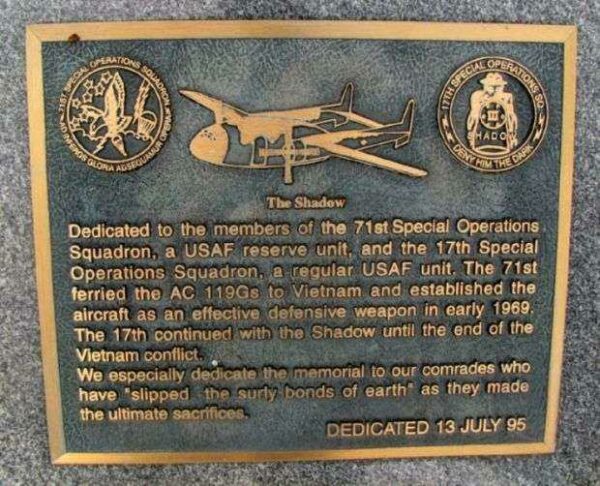 71ST SPECIAL OPERATIONS SQUADRON
GLORIA ADSEQUAMUR
17TH SPECIAL OPERATIONS SQ.
SHADOW
DENY HIM THE DARK
The Shadow
Dedicated to the members of the 71st Special Operations
Squadron, a USAF reserve unit, and the 17th Special
Operations Squadron, a regular USAF unit. The 71st
ferried the AC 119Gs to Vietnam and established the
aircraft as an effective defensive weapon in early 1969.
The 17th continued with the Shadow until the end of the
Vietnam conflict.
We especially dedicate the memorial to our comrades who
have "slipped the surly bonds of earth" as they made
the ultimate sacrifices.
DEDICATED 13 JULY 95